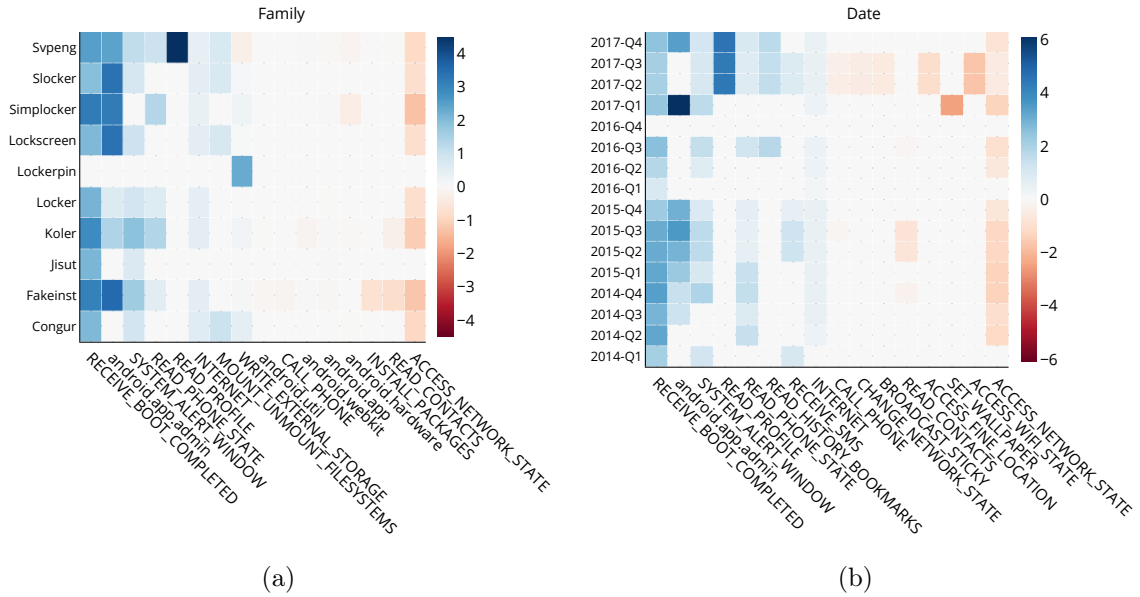 Family
Svpeng
Slocker
Simplocker
Lockscreen
Lockerpin
Locker
Koler
Jisut
Fakeinst
Congur
RECEIVE_BOOT_COMPLETED
android.app.admin
SYSTEM_ALERT_WINDOW
READ_PHONE_STATE
READ_PROFILE
INTERNET
MOUNT_UNMOUNT_FILESYSTEMS
WRITE_EXTERNAL_STORAGE
android.util
CALL_PHONE
android.webkit
android.app
android.hardware
INSTALL_PACKAGES
READ_CONTACTS
ACCESS_NETWORK_STATE
4
3
2
1
0
−1
−2
−3
−4
(a)
Date
2017-Q4
2017-Q3
2017-Q2
2017-Q1
2016-Q4
2016-Q3
2016-Q2
2016-Q1
2015-Q4
2015-Q3
2015-Q2
2015-Q1
2014-Q4
2014-Q3
2014-Q2
2014-Q1
RECEIVE_BOOT_COMPLETED
android.app.admin
SYSTEM_ALERT_WINDOW
READ_PROFILE
READ_PHONE_STATE
READ_HISTORY_BOOKMARKS
RECEIVE_SMS
INTERNET
CALL_PHONE
CHANGE_NETWORK_STATE
BROADCAST_STICKY
READ_CONTACTS
ACCESS_FINE_LOCATION
SET_WALLPAPER
ACCESS_WIFI_STATE
ACCESS_NETWORK_STATE
6
4
2
0
−2
−4
−6
(b)